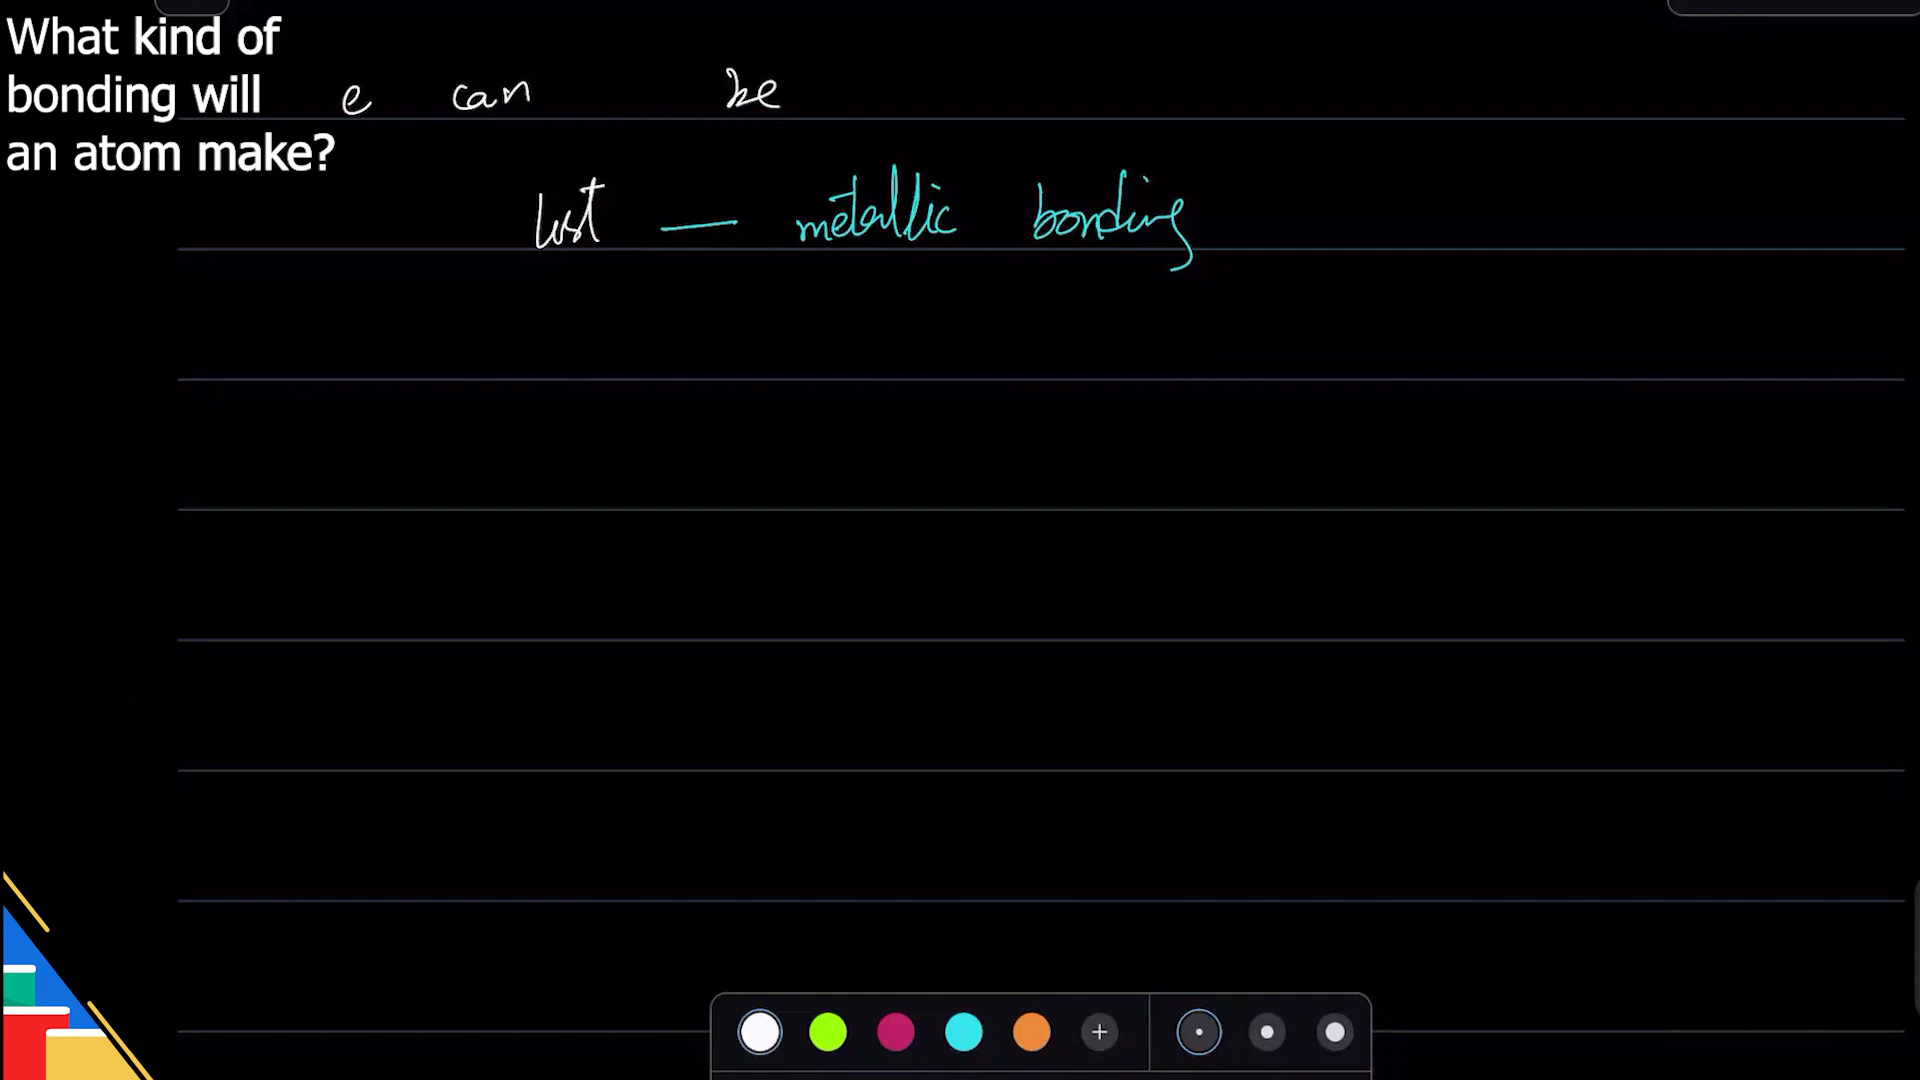 What kind of
bonding will
an atom make?
e can be
lost — metallic bonding